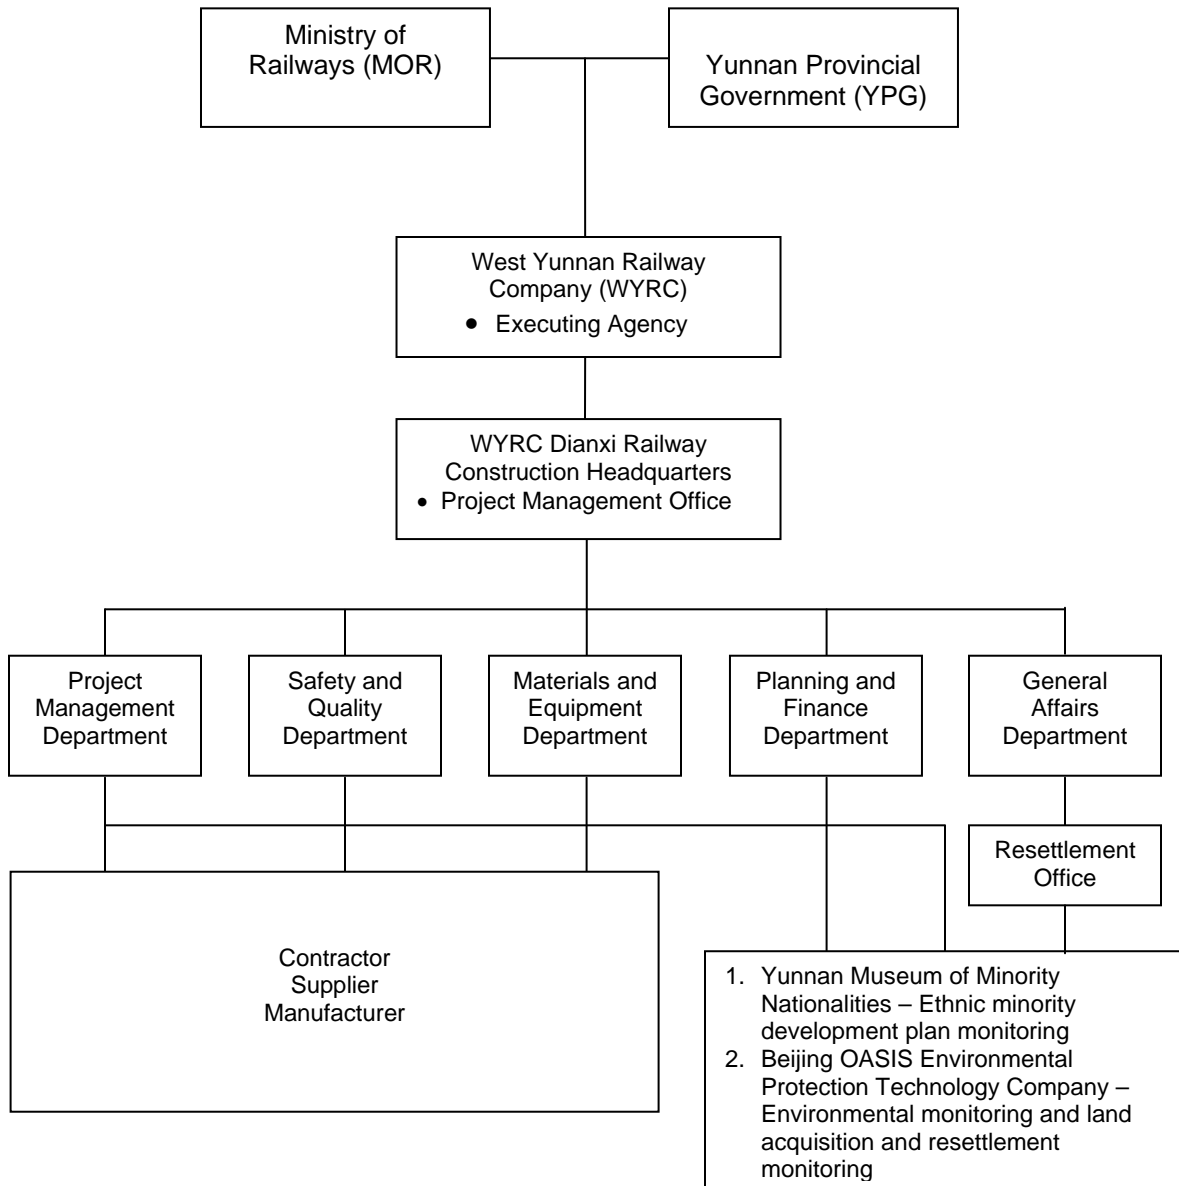 Ministry of
Railways (MOR)
Yunnan Provincial
Government (YPG)
West Yunnan Railway
Company (WYRC)
• Executing Agency
WYRC Dianxi Railway
Construction Headquarters
• Project Management Office
Project
Management
Department
Safety and
Quality
Department
Materials and
Equipment
Department
Planning and
Finance
Department
General
Affairs
Department
Resettlement
Office
Contractor
Supplier
Manufacturer
1. Yunnan Museum of Minority
Nationalities – Ethnic minority
development plan monitoring
2. Beijing OASIS Environmental
Protection Technology Company –
Environmental monitoring and land
acquisition and resettlement
monitoring